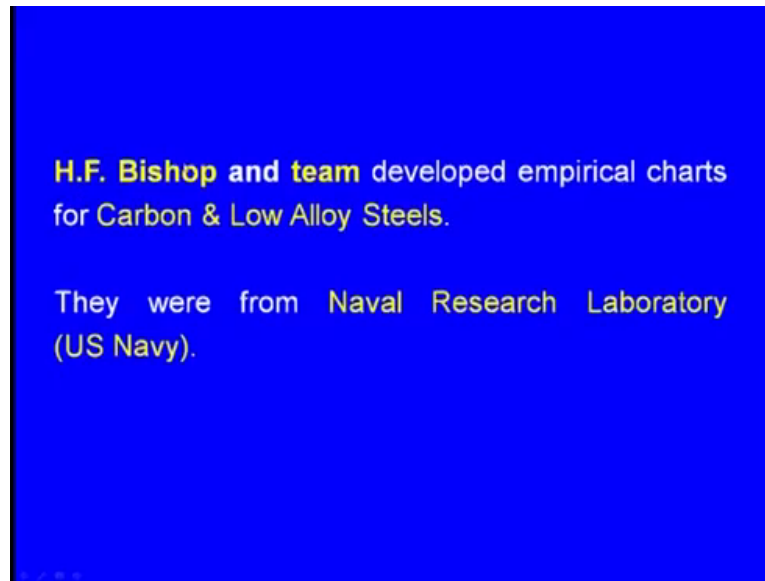 H.F. Bishop and team developed empirical charts
for Carbon & Low Alloy Steels.
They were from Naval Research Laboratory
(US Navy).